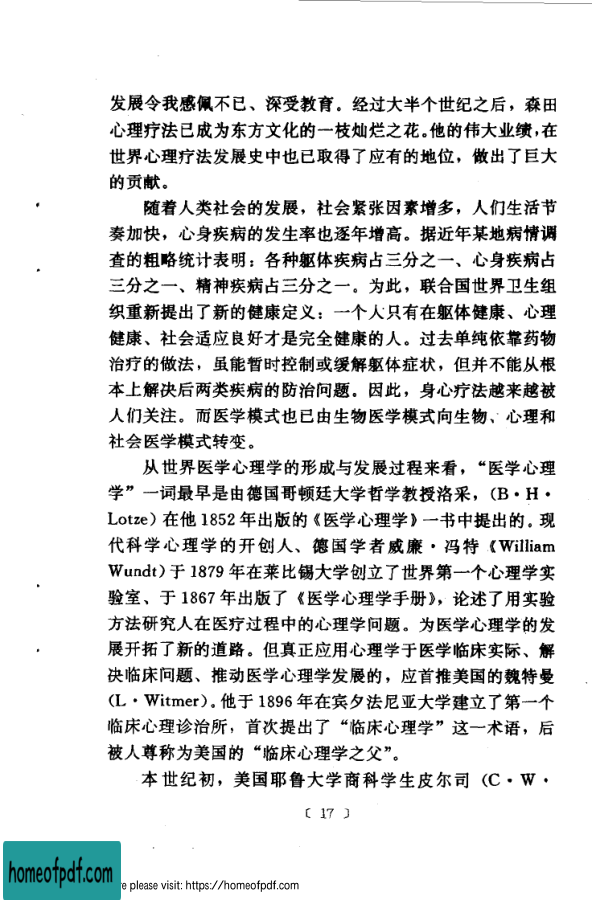 发展令我感佩不已、深受教育。经过大半个世纪之后，森田
心理疗法已成为东方文化的一枝灿烂之花。他的伟大业绩，在
世界心理疗法发展史中也已取得了应有的地位，做出了巨大
的贡献。
随着人类社会的发展，社会紧张因素增多，人们生活节
奏加快，心身疾病的发生率也逐年增高。据近年某地病情调
查的粗略统计表明：各种躯体疾病占三分之一、心身疾病占
三分之一、精神疾病占三分之一。为此，联合国世界卫生组
织重新提出了新的健康定义：一个人只有在躯体健康、心理
健康、社会适应良好才是完全健康的人。过去单纯依靠药物
治疗的做法，虽能暂时控制或缓解躯体症状，但并不能从根
本上解决后两类疾病的防治问题。因此，身心疗法越来越被
人们关注。而医学模式也已由生物医学模式向生物、心理和
社会医学模式转变。
从世界医学心理学的形成与发展过程来看，“医学心理
学”一词最早是由德国哥顿廷大学哲学教授洛采，（B·H·
Lotze）在他1852年出版的《医学心理学》一书中提出的。现
代科学心理学的开创人、德国学者威廉·冯特《William
Wundt）于1879年在莱比锡大学创立了世界第一个心理学实
验室、于1867年出版了《医学心理学手册》，论述了用实验
方法研究人在医疗过程中的心理学问题。为医学心理学的发
展开拓了新的道路。但真正应用心理学于医学临床实际、解
决临床问题、推动医学心理学发展的，应首推美国的魏特曼
（L·Witmer）。他于1896年在宾夕法尼亚大学建立了第一个
临床心理诊治所，首次提出了“临床心理学”这一术语，后
被人尊称为美国的“临床心理学之父”。
本世纪初，美国耶鲁大学商科学生皮尔司（C·W·
〔 17 〕
homeofpdf.com
re please visit: https://homeofpdf.com